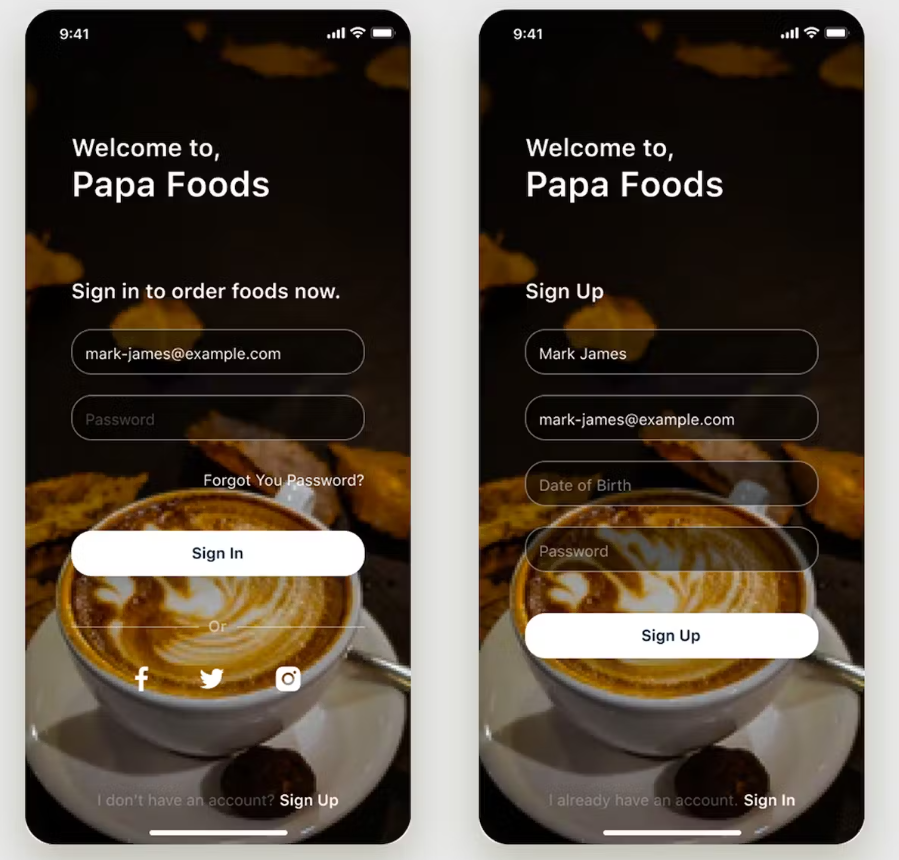 9:41
Welcome to,
Papa Foods
Sign in to order foods now.
mark-james@example.com
Password
Forgot You Password?
Sign In
Or
I don't have an account? Sign Up
9:41
Welcome to,
Papa Foods
Sign Up
Mark James
mark-james@example.com
Date of Birth
Password
Sign Up
I already have an account. Sign In